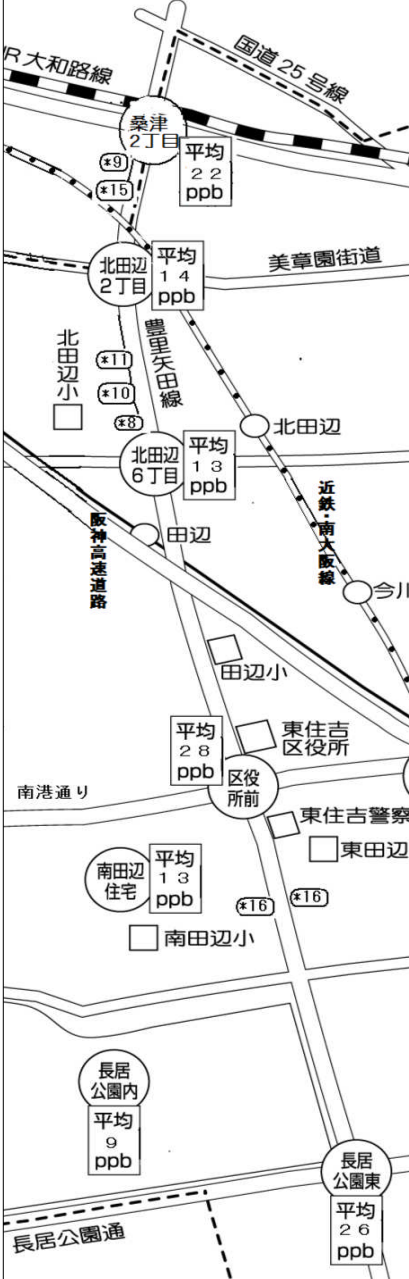 国道25号線
JR大和路線
桑津
2丁目
平均
22
ppb
*9
*15
北田辺
2丁目
平均
14
ppb
美章園街道
豊里矢田線
北田辺小
*11
*10
*8
北田辺
北田辺
6丁目
平均
13
ppb
近鉄・南大阪線
阪神高速道路
田辺
今川
田辺小
東住吉
区役所
平均
28
ppb
区役
所前
南港通り
東住吉警察
東田辺
南田辺
住宅
平均
13
ppb
*16
*16
南田辺小
長居
公園内
平均
9
ppb
長居
公園東
平均
26
ppb
長居公園通